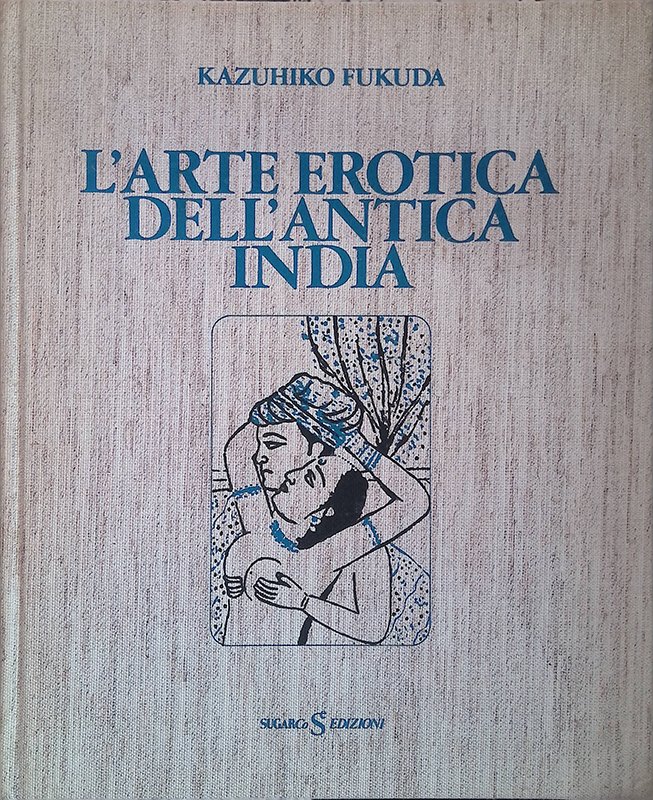 KAZUHIKO FUKUDA
L'ARTE EROTICA
DELL'ANTICA
INDIA
SUGARCo S EDIZIONI